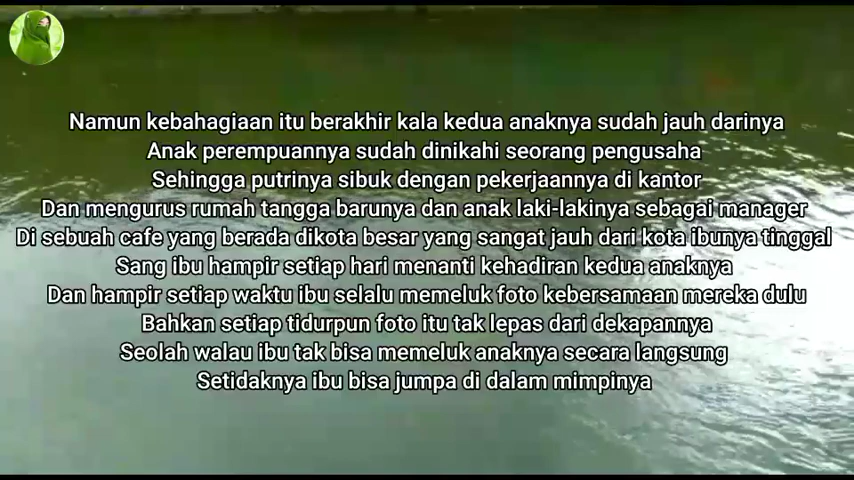 Namun kebahagiaan itu berakhir kala kedua anaknya sudah jauh darinya
Anak perempuannya sudah dinikahi seorang pengusaha
Sehingga putrinya sibuk dengan pekerjaannya di kantor
Dan mengurus rumah tangga barunya dan anak laki-lakinya sebagai manager
Di sebuah cafe yang berada dikota besar yang sangat jauh dari kota ibunya tinggal
Sang ibu hampir setiap hari menanti kehadiran kedua anaknya
Dan hampir setiap waktu ibu selalu memeluk foto kebersamaan mereka dulu
Bahkan setiap tidurpun foto itu tak lepas dari dekapannya
Seolah walau ibu tak bisa memeluk anaknya secara langsung
Setidaknya ibu bisa jumpa di dalam mimpinya